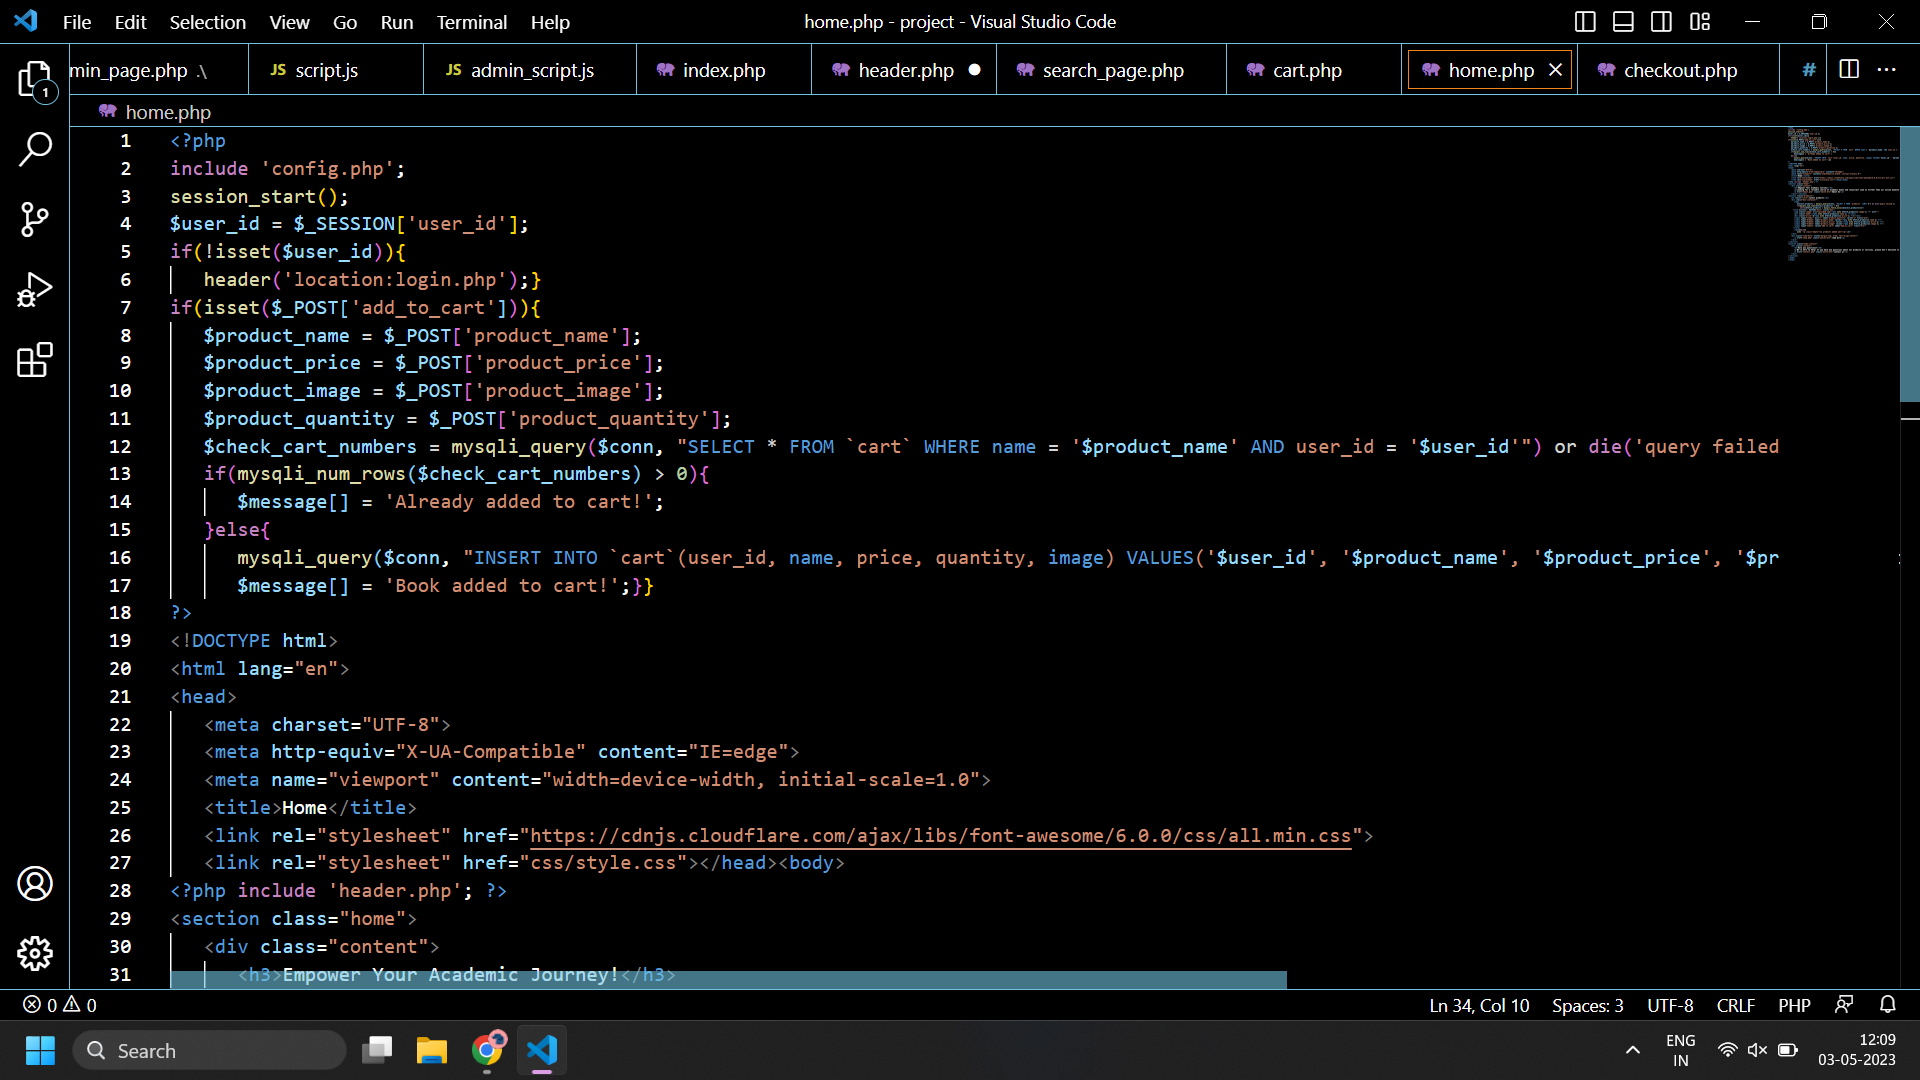 File Edit Selection View Go Run Terminal Help
home.php - project - Visual Studio Code
min_page.php .\
JS script.js
JS admin_script.js
index.php
header.php
search_page.php
cart.php
home.php
checkout.php
#
1
home.php
1 <?php
2 include 'config.php';
3 session_start();
4 $user_id = $_SESSION['user_id'];
5 if(!isset($user_id)){
6 header('location:login.php');}
7 if(isset($_POST['add_to_cart'])){
8 $product_name = $_POST['product_name'];
9 $product_price = $_POST['product_price'];
10 $product_image = $_POST['product_image'];
11 $product_quantity = $_POST['product_quantity'];
12 $check_cart_numbers = mysqli_query($conn, "SELECT * FROM `cart` WHERE name = '$product_name' AND user_id = '$user_id'") or die('query failed
13 if(mysqli_num_rows($check_cart_numbers) > 0){
14 $message[] = 'Already added to cart!';
15 }else{
16 mysqli_query($conn, "INSERT INTO `cart`(user_id, name, price, quantity, image) VALUES('$user_id', '$product_name', '$product_price', '$pr
17 $message[] = 'Book added to cart!';}}
18 ?>
19 <!DOCTYPE html>
20 <html lang="en">
21 <head>
22 <meta charset="UTF-8">
23 <meta http-equiv="X-UA-Compatible" content="IE=edge">
24 <meta name="viewport" content="width=device-width, initial-scale=1.0">
25 <title>Home</title>
26 <link rel="stylesheet" href="https://cdnjs.cloudflare.com/ajax/libs/font-awesome/6.0.0/css/all.min.css">
27 <link rel="stylesheet" href="css/style.css"></head><body>
28 <?php include 'header.php'; ?>
29 <section class="home">
30 <div class="content">
31 <h3>Empower Your Academic Journey!</h3>
0 0
Ln 34, Col 10 Spaces: 3 UTF-8 CRLF PHP
Search
ENG
IN
12:09
03-05-2023